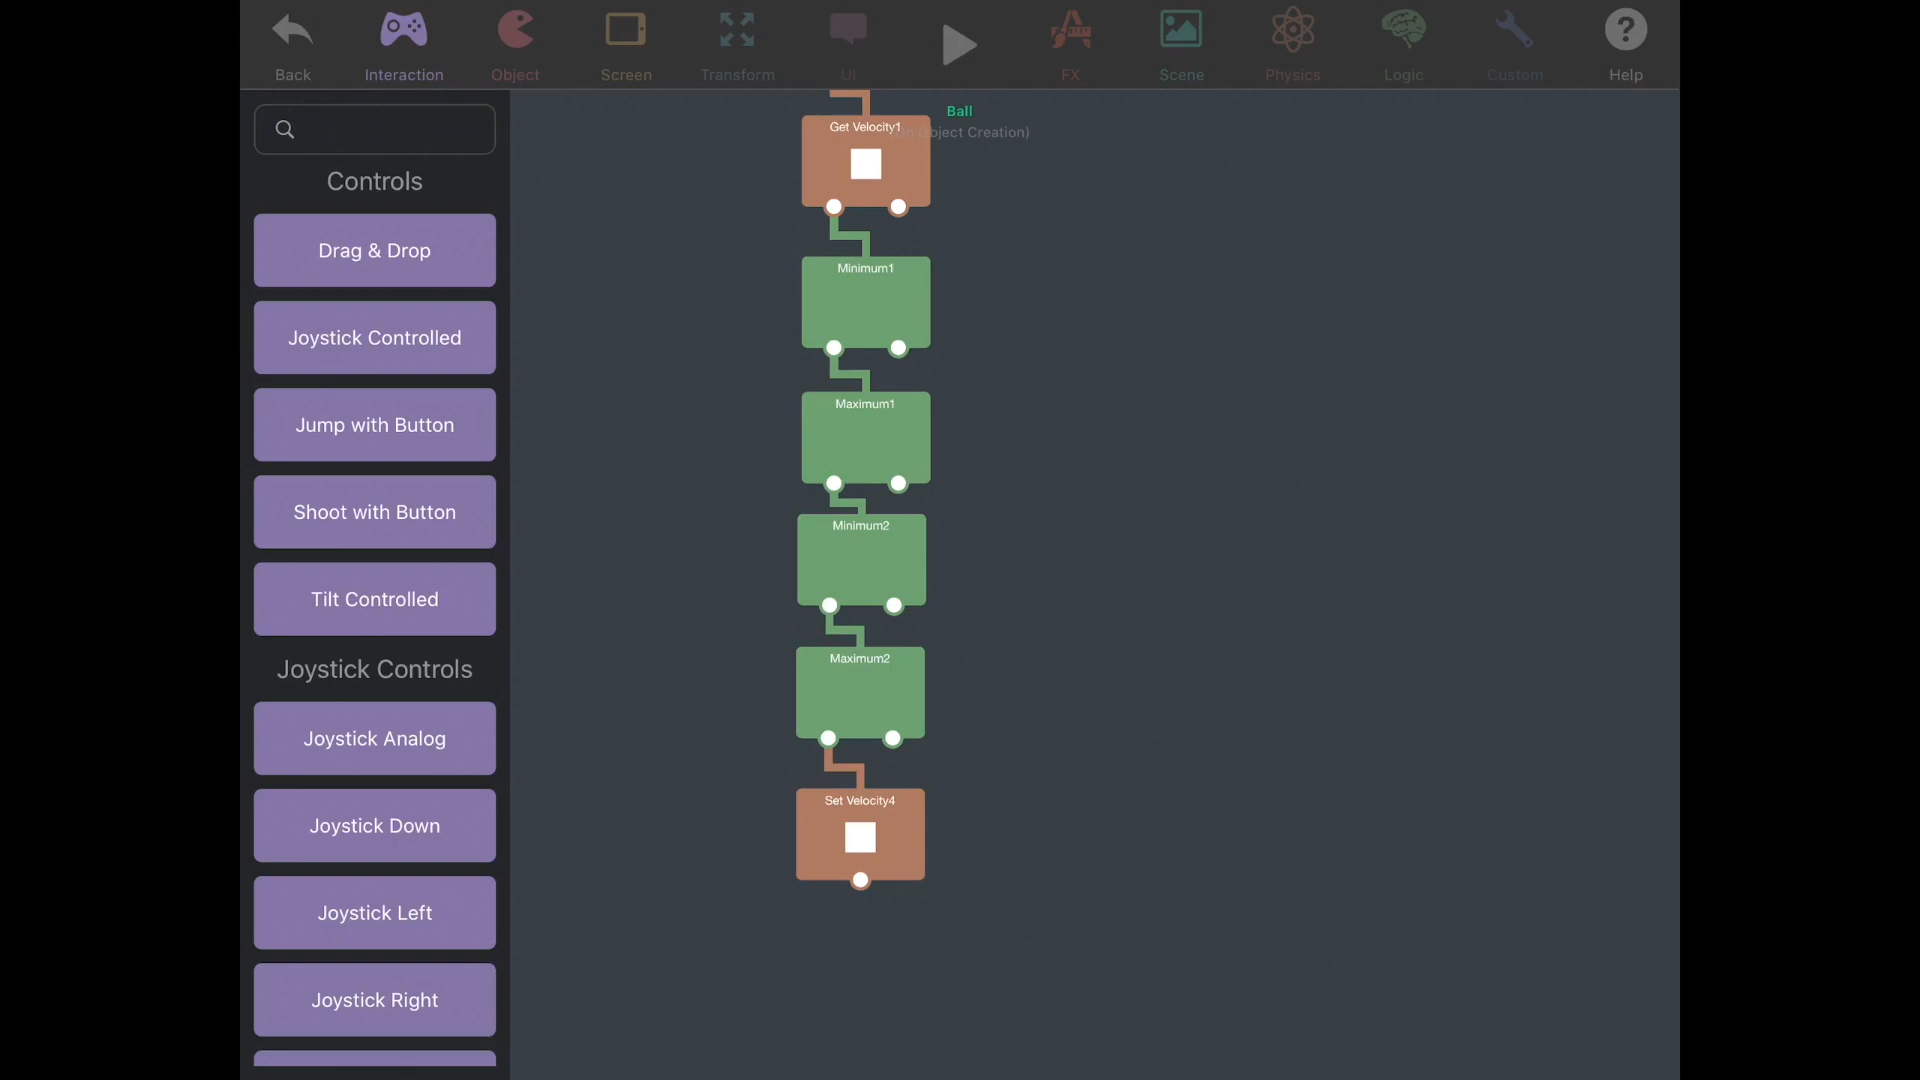 Back
Interaction
Object
Screen
Transform
UI
FX
Scene
Physics
Logic
Custom
?
Help
Controls
Drag & Drop
Joystick Controlled
Jump with Button
Shoot with Button
Tilt Controlled
Joystick Controls
Joystick Analog
Joystick Down
Joystick Left
Joystick Right
Ball
Object Creation)
Get Velocity1
Minimum1
Maximum1
Minimum2
Maximum2
Set Velocity4